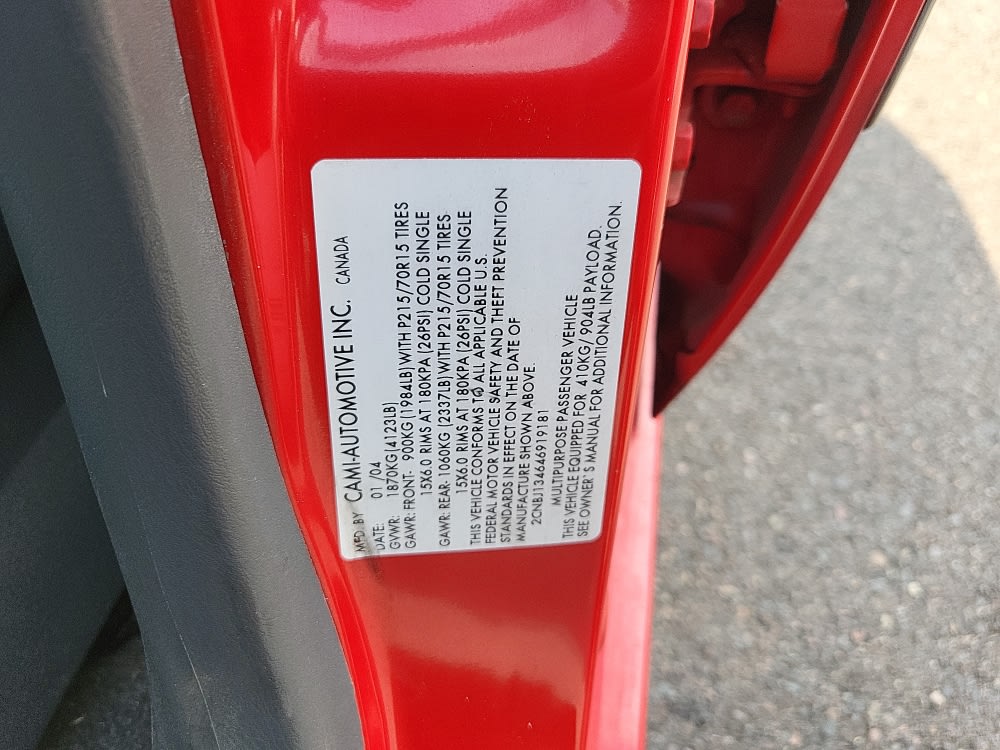 MFD BY CAMI-AUTOMOTIVE INC. CANADA
DATE: 01/04
GVWR: 1870KG(4123LB)
GAWR: FRONT- 900KG (1984LB) WITH P215/70R15 TIRES
15X6.0 RIMS AT 180KPA (26PSI) COLD SINGLE
GAWR: REAR- 1060KG (2337LB) WITH P215/70R15 TIRES
15X6.0 RIMS AT 180KPA (26PSI) COLD SINGLE
THIS VEHICLE CONFORMS TO ALL APPLICABLE U.S.
FEDERAL MOTOR VEHICLE SAFETY AND THEFT PREVENTION
STANDARDS IN EFFECT ON THE DATE OF
MANUFACTURE SHOWN ABOVE.
2CNBJ134646919181
MULTIPURPOSE PASSENGER VEHICLE
THIS VEHICLE EQUIPPED FOR 410KG/904LB PAYLOAD.
SEE OWNER'S MANUAL FOR ADDITIONAL INFORMATION.